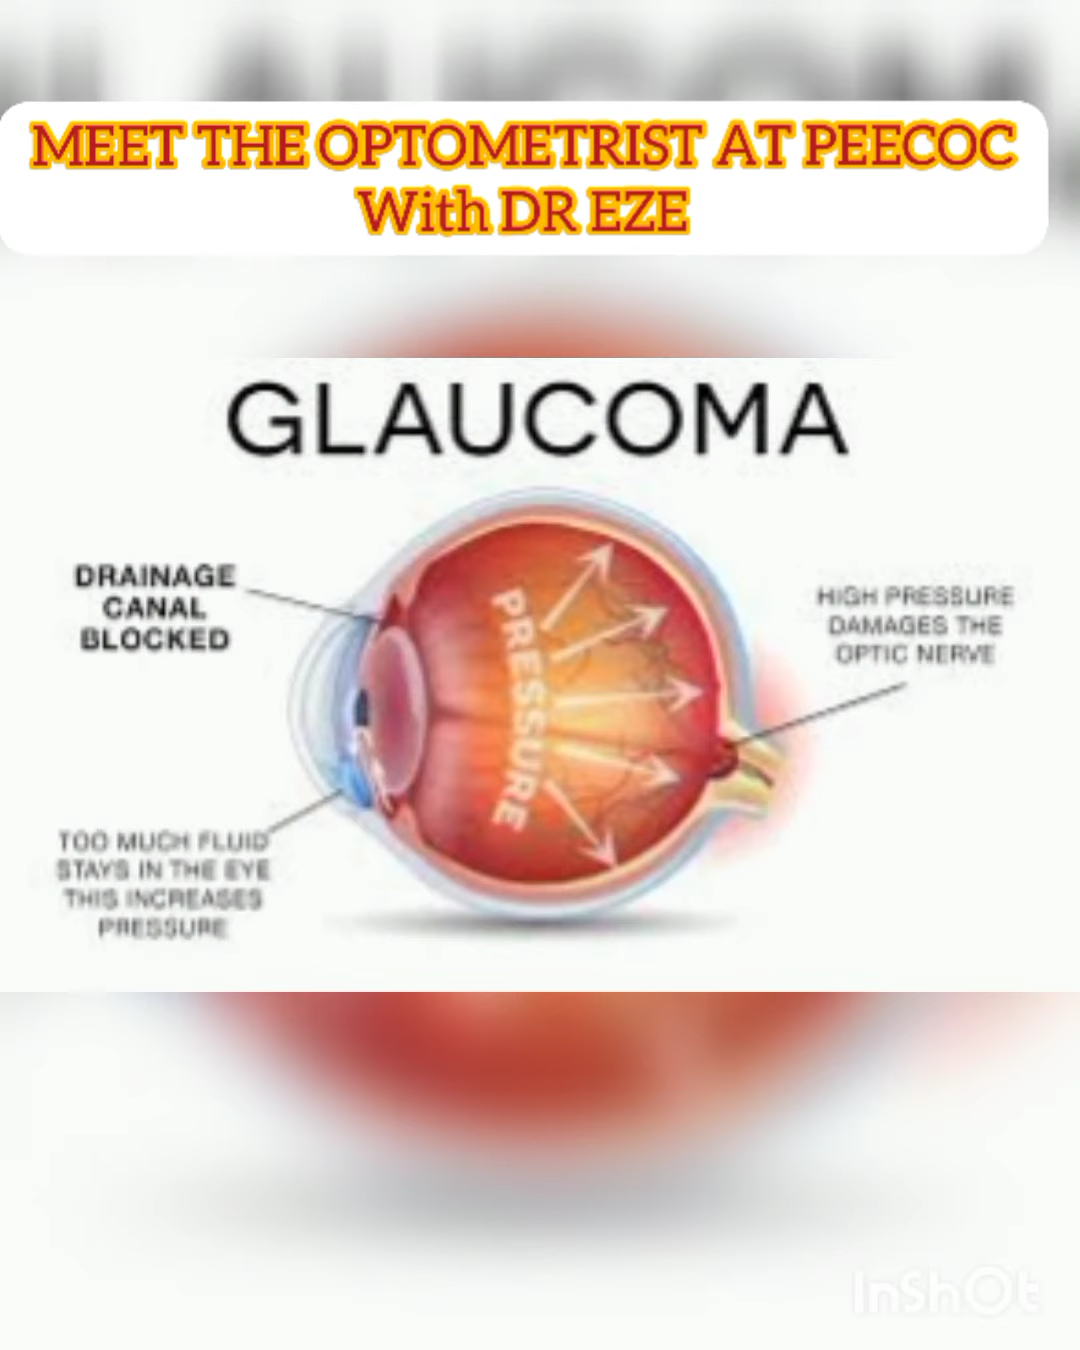 MEET THE OPTOMETRIST AT PEECOC
With DR EZE
GLAUCOMA
DRAINAGE
CANAL
BLOCKED
PRESSURE
HIGH PRESSURE
DAMAGES THE
OPTIC NERVE
TOO MUCH FLUID
STAYS IN THE EYE
THIS INCREASES
PRESSURE
InShOt